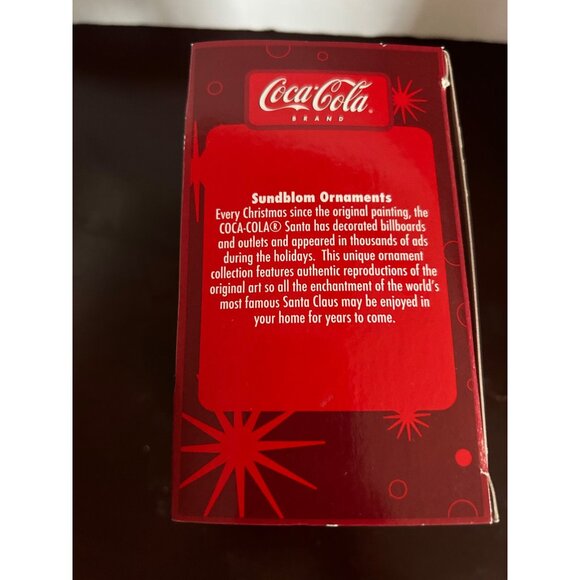 Coca-Cola®
BRAND
Sundblom Ornaments
Every Christmas since the original painting, the
COCA-COLA® Santa has decorated billboards
and outlets and appeared in thousands of ads
during the holidays. This unique ornament
collection features authentic reproductions of the
original art so all the enchantment of the world's
most famous Santa Claus may be enjoyed in
your home for years to come.